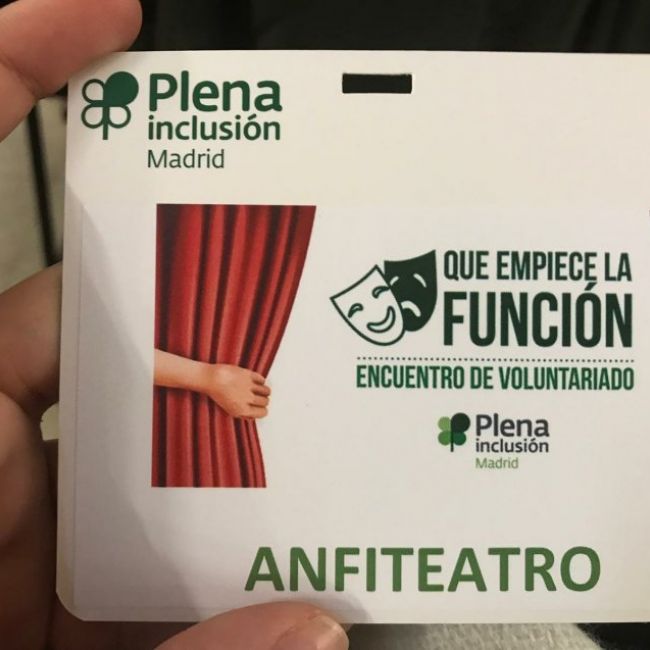 Plena
inclusión
Madrid
QUE EMPIECE LA
FUNCIÓN
ENCUENTRO DE VOLUNTARIADO
Plena
inclusión
Madrid
ANFITEATRO